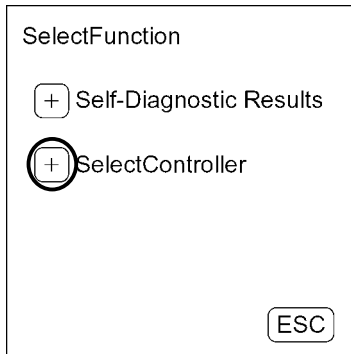 SelectFunction
+ Self-Diagnostic Results
+ SelectController
ESC